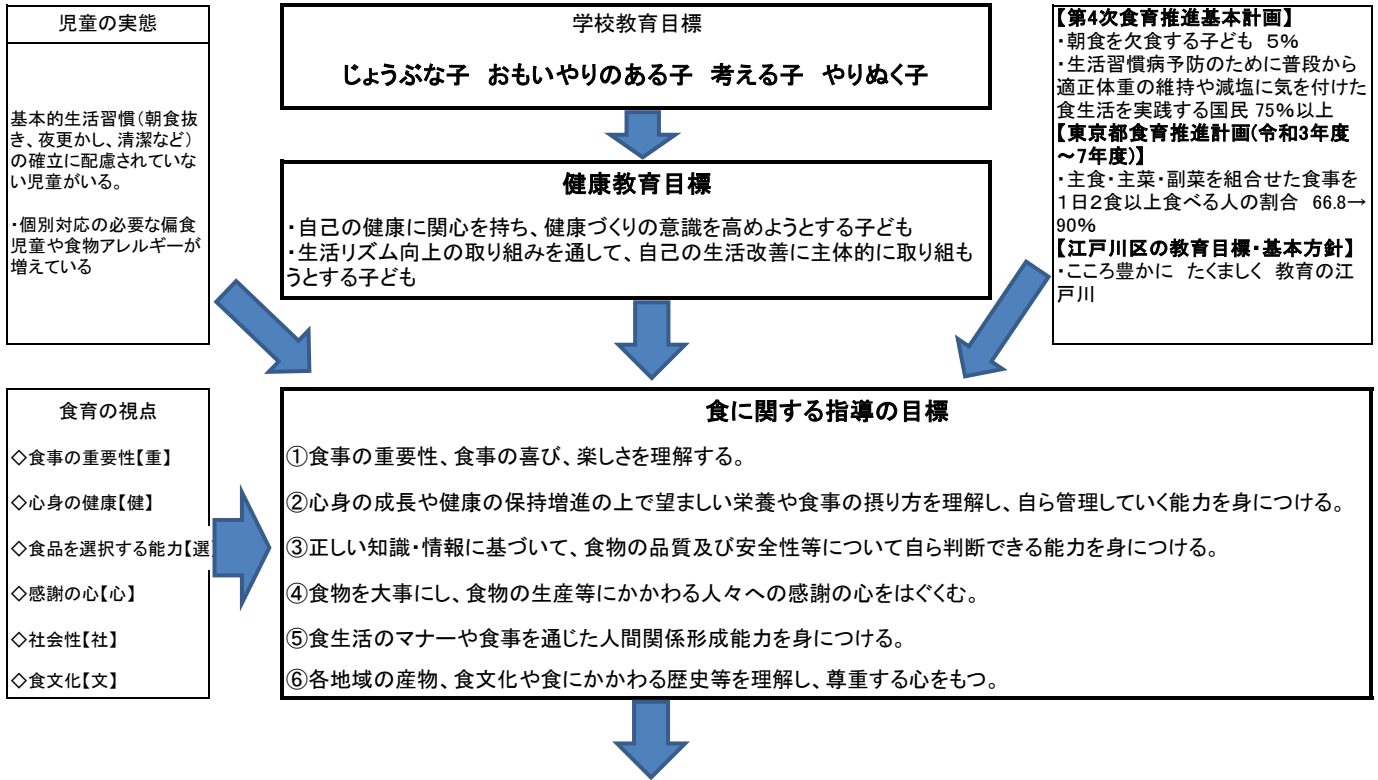 児童の実態
基本的生活習慣(朝食抜
き、夜更かし、清潔など)
の確立に配慮されていな
い児童がいる。
・個別対応の必要な偏食
児童や食物アレルギーが
増えている
学校教育目標
じょうぶな子 おもいやりのある子 考える子 やりぬく子
健康教育目標
・自己の健康に関心を持ち、健康づくりの意識を高めようとする子ども
・生活リズム向上の取り組みを通して、自己の生活改善に主体的に取り組も
うとする子ども
【第4次食育推進基本計画】
・朝食を欠食する子ども 5%
・生活習慣病予防のために普段から
適正体重の維持や減塩に気を付けた
食生活を実践する国民 75%以上
【東京都食育推進計画(令和3年度
～7年度)】
・主食・主菜・副菜を組合せた食事を
1日2食以上食べる人の割合 66.8→
90%
【江戸川区の教育目標・基本方針】
・こころ豊かに たくましく 教育の江
戸川
食育の視点
◇食事の重要性【重】
◇心身の健康【健】
◇食品を選択する能力【選】
◇感謝の心【心】
◇社会性【社】
◇食文化【文】
食に関する指導の目標
①食事の重要性、食事の喜び、楽しさを理解する。
②心身の成長や健康の保持増進の上で望ましい栄養や食事の摂り方を理解し、自ら管理していく能力を身につける。
③正しい知識・情報に基づいて、食物の品質及び安全性等について自ら判断できる能力を身につける。
④食物を大事にし、食物の生産等にかかわる人々への感謝の心をはぐくむ。
⑤食生活のマナーや食事を通じた人間関係形成能力を身につける。
⑥各地域の産物、食文化や食にかかわる歴史等を理解し、尊重する心をもつ。